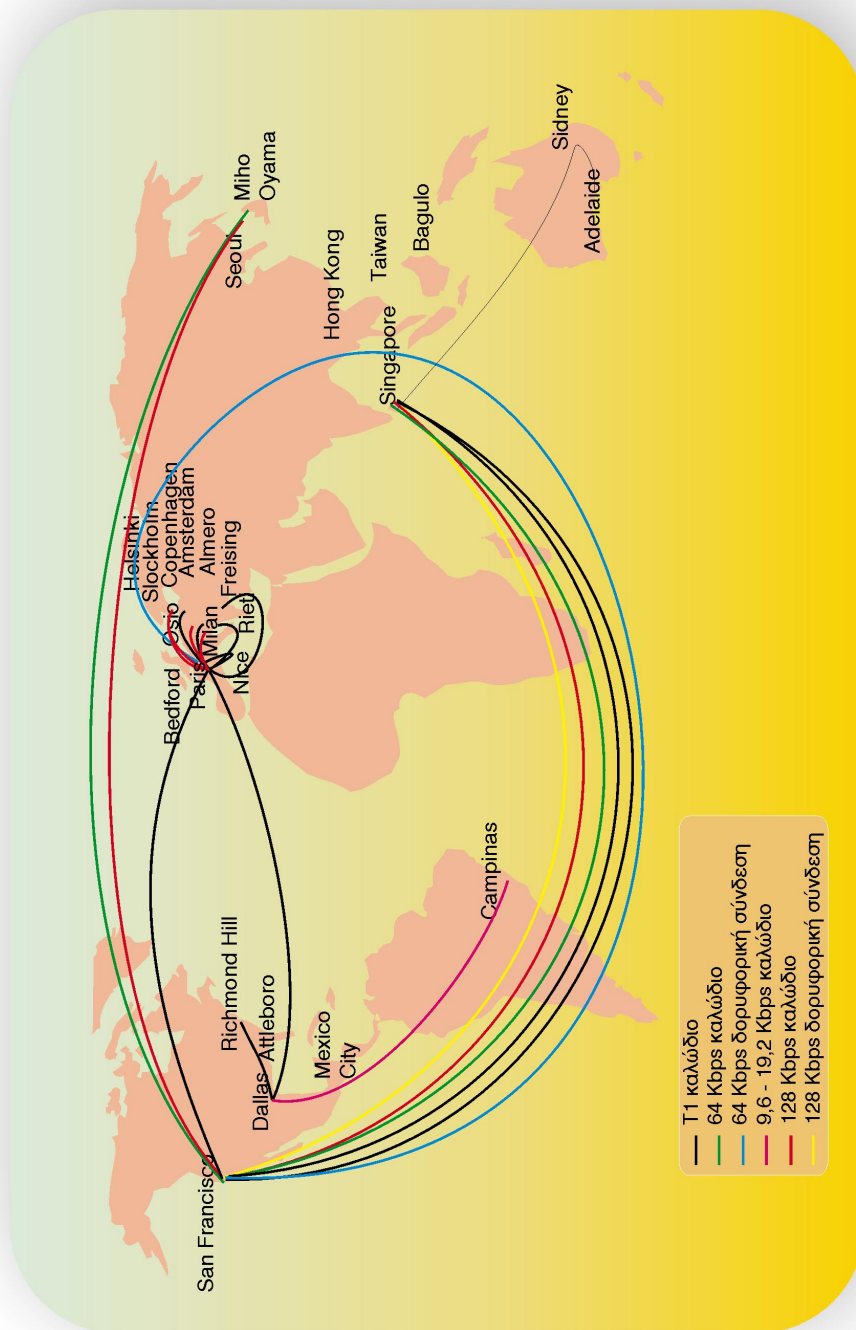 Helsinki
Slockholm
Copenhagen
Amsterdam
Almero
Freising
Oslo
Milan
Rieti
Bedford
Paris
Nice
Seoul
Miho
Oyama
Hong Kong
Taiwan
Bagulo
Singapore
Sidney
Adelaide
San Francisco
Richmond Hill
Dallas
Attleboro
Mexico
City
Campinas
T1 καλώδιο
64 Kbps καλώδιο
64 Kbps δορυφορική σύνδεση
9,6 - 19,2 Kbps καλώδιο
128 Kbps καλώδιο
128 Kbps δορυφορική σύνδεση